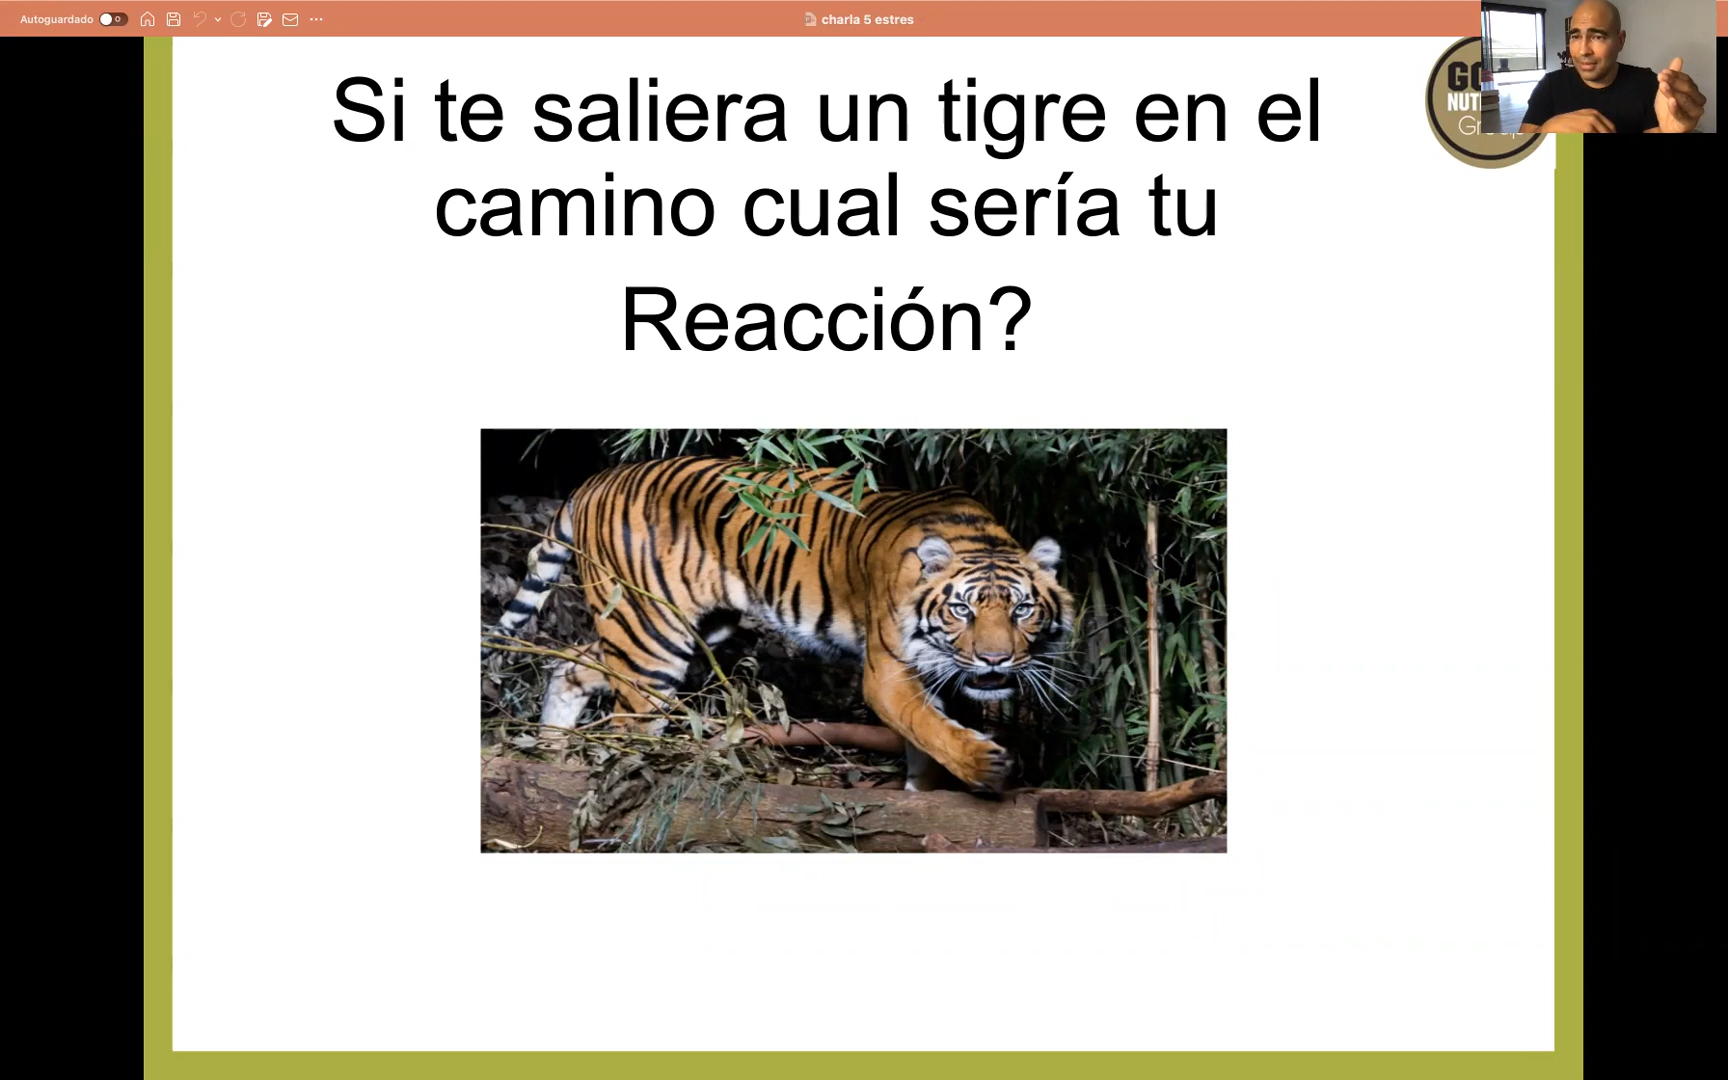 Autoguardado
charla 5 estres
Si te saliera un tigre en el
camino cual sería tu
Reacción?